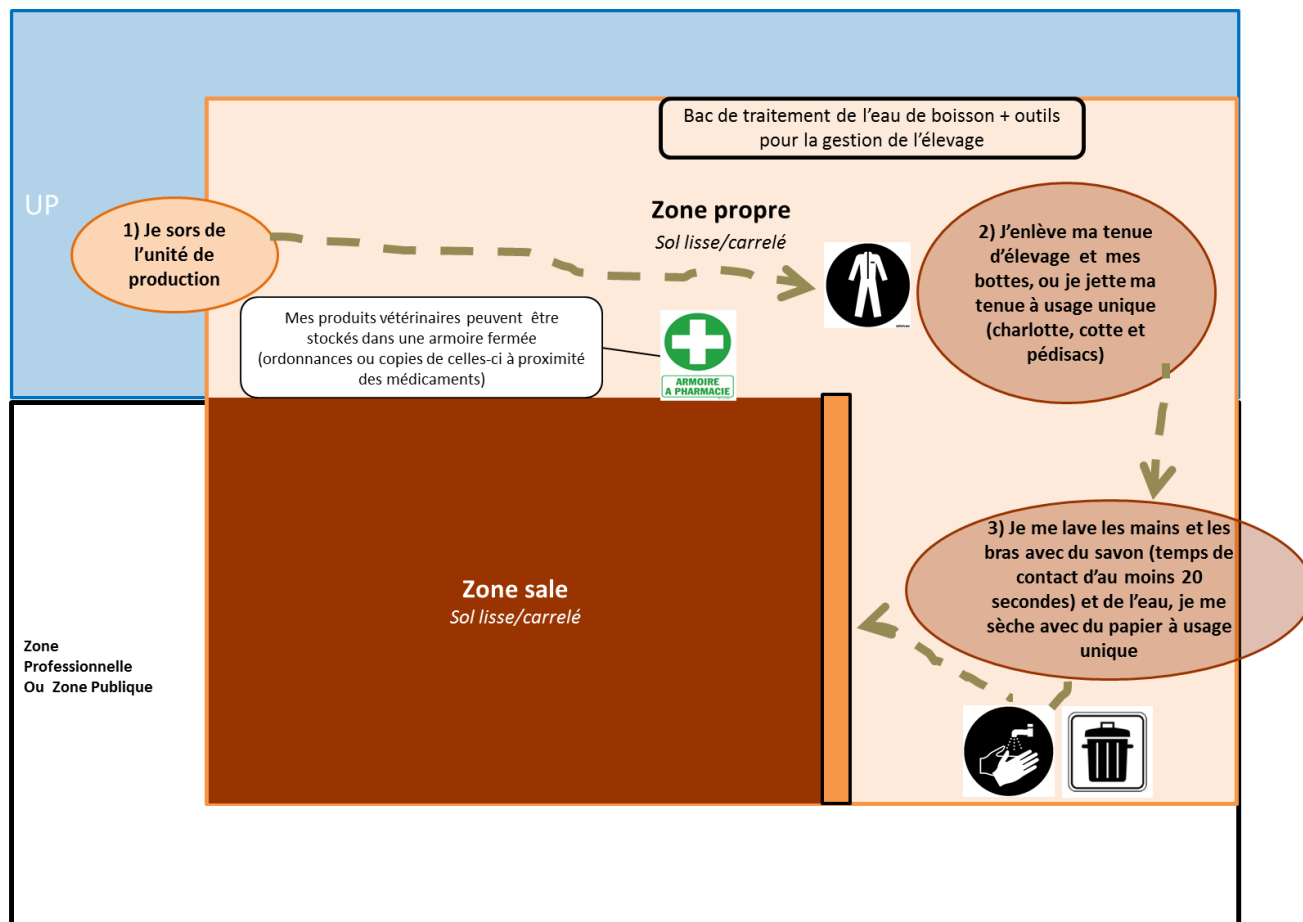 Bac de traitement de l’eau de boisson + outils
pour la gestion de l’élevage
UP
1) Je sors de
l’unité de
production
Zone propre
Sol lisse/carrelé
2) J’enlève ma tenue
d’élevage et mes
bottes, ou je jette ma
tenue à usage unique
(charlotte, cotte et
pédisacs)
Mes produits vétérinaires peuvent être
stockés dans une armoire fermée
(ordonnances ou copies de celles-ci à proximité
des médicaments)
ARMOIRE
A PHARMACIE
3) Je me lave les mains et les
bras avec du savon (temps de
contact d’au moins 20
secondes) et de l’eau, je me
sèche avec du papier à usage
unique
Zone sale
Sol lisse/carrelé
Zone
Professionnelle
Ou Zone Publique